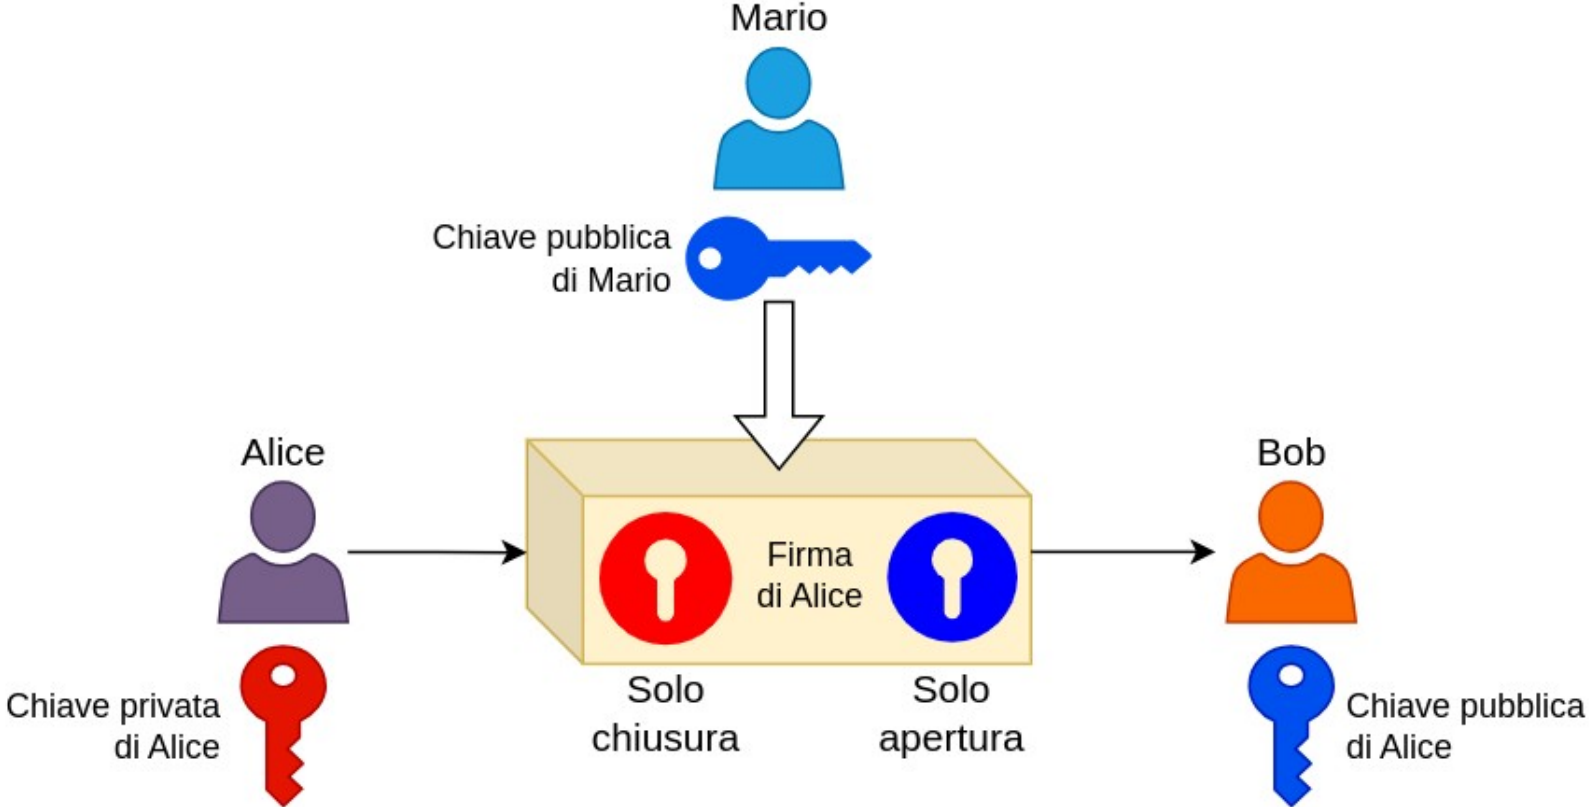 Mario
Chiave pubblica
di Mario
Alice
Bob
Firma
di Alice
Chiave privata
di Alice
Solo
chiusura
Solo
apertura
Chiave pubblica
di Alice